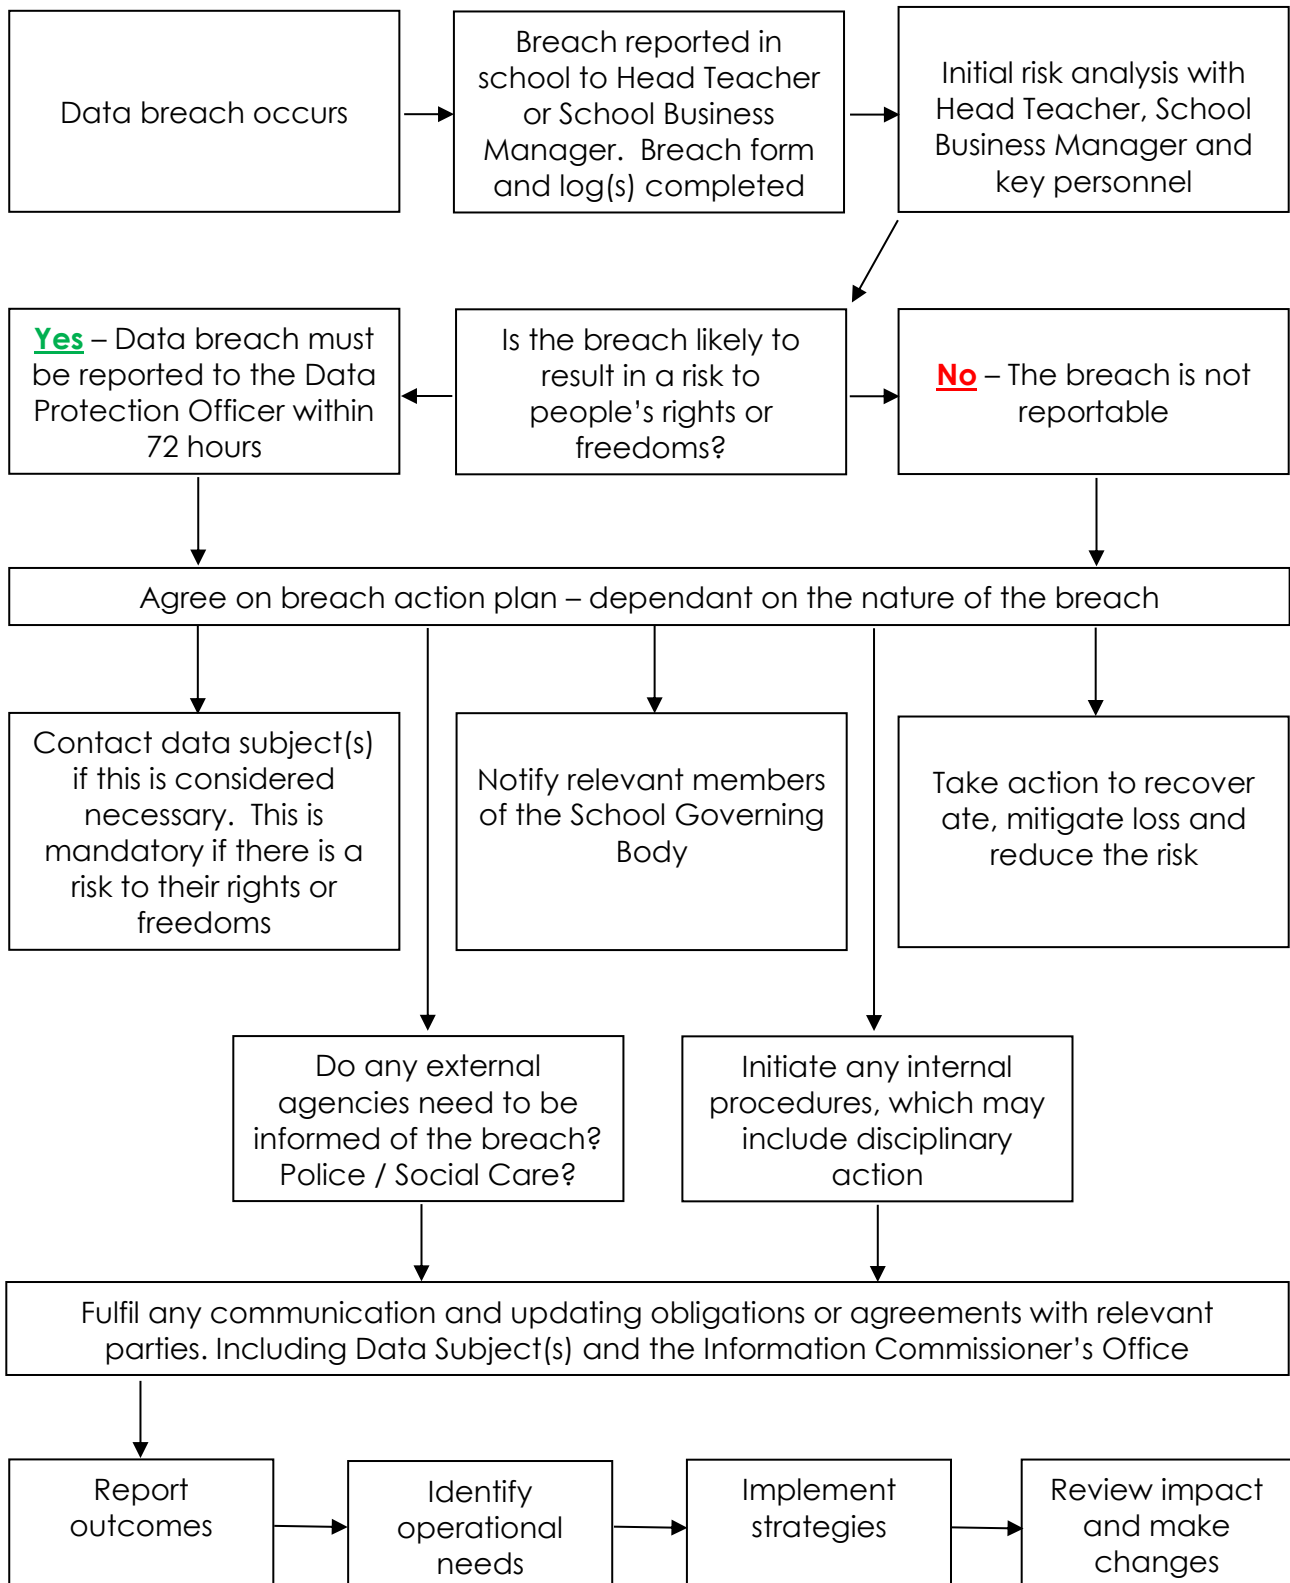 Data breach occurs
Breach reported in
school to Head Teacher
or School Business
Manager.  Breach form
and log(s) completed
Initial risk analysis with
Head Teacher, School
Business Manager and
key personnel
Yes – Data breach must
be reported to the Data
Protection Officer within
72 hours
Is the breach likely to
result in a risk to
people’s rights or
freedoms?
No – The breach is not
reportable
Agree on breach action plan – dependant on the nature of the breach
Contact data subject(s)
if this is considered
necessary.  This is
mandatory if there is a
risk to their rights or
freedoms
Notify relevant members
of the School Governing
Body
Take action to recover
ate, mitigate loss and
reduce the risk
Do any external
agencies need to be
informed of the breach?
Police / Social Care?
Initiate any internal
procedures, which may
include disciplinary
action
Fulfil any communication and updating obligations or agreements with relevant
parties. Including Data Subject(s) and the Information Commissioner’s Office
Report
outcomes
Identify
operational
needs
Implement
strategies
Review impact
and make
changes